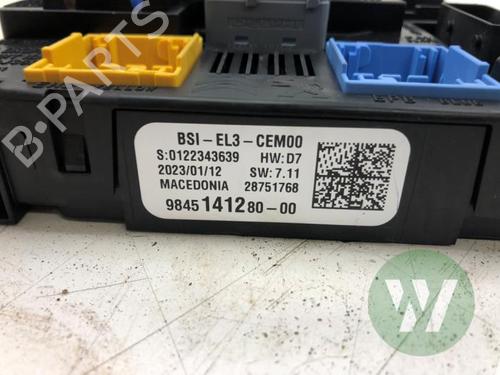 BSI-EL3-CEM00
S:0122343639 HW:D7
2023/01/12 SW:7.11
MACEDONIA 28751768
9845141280-00
B-PARTS
W